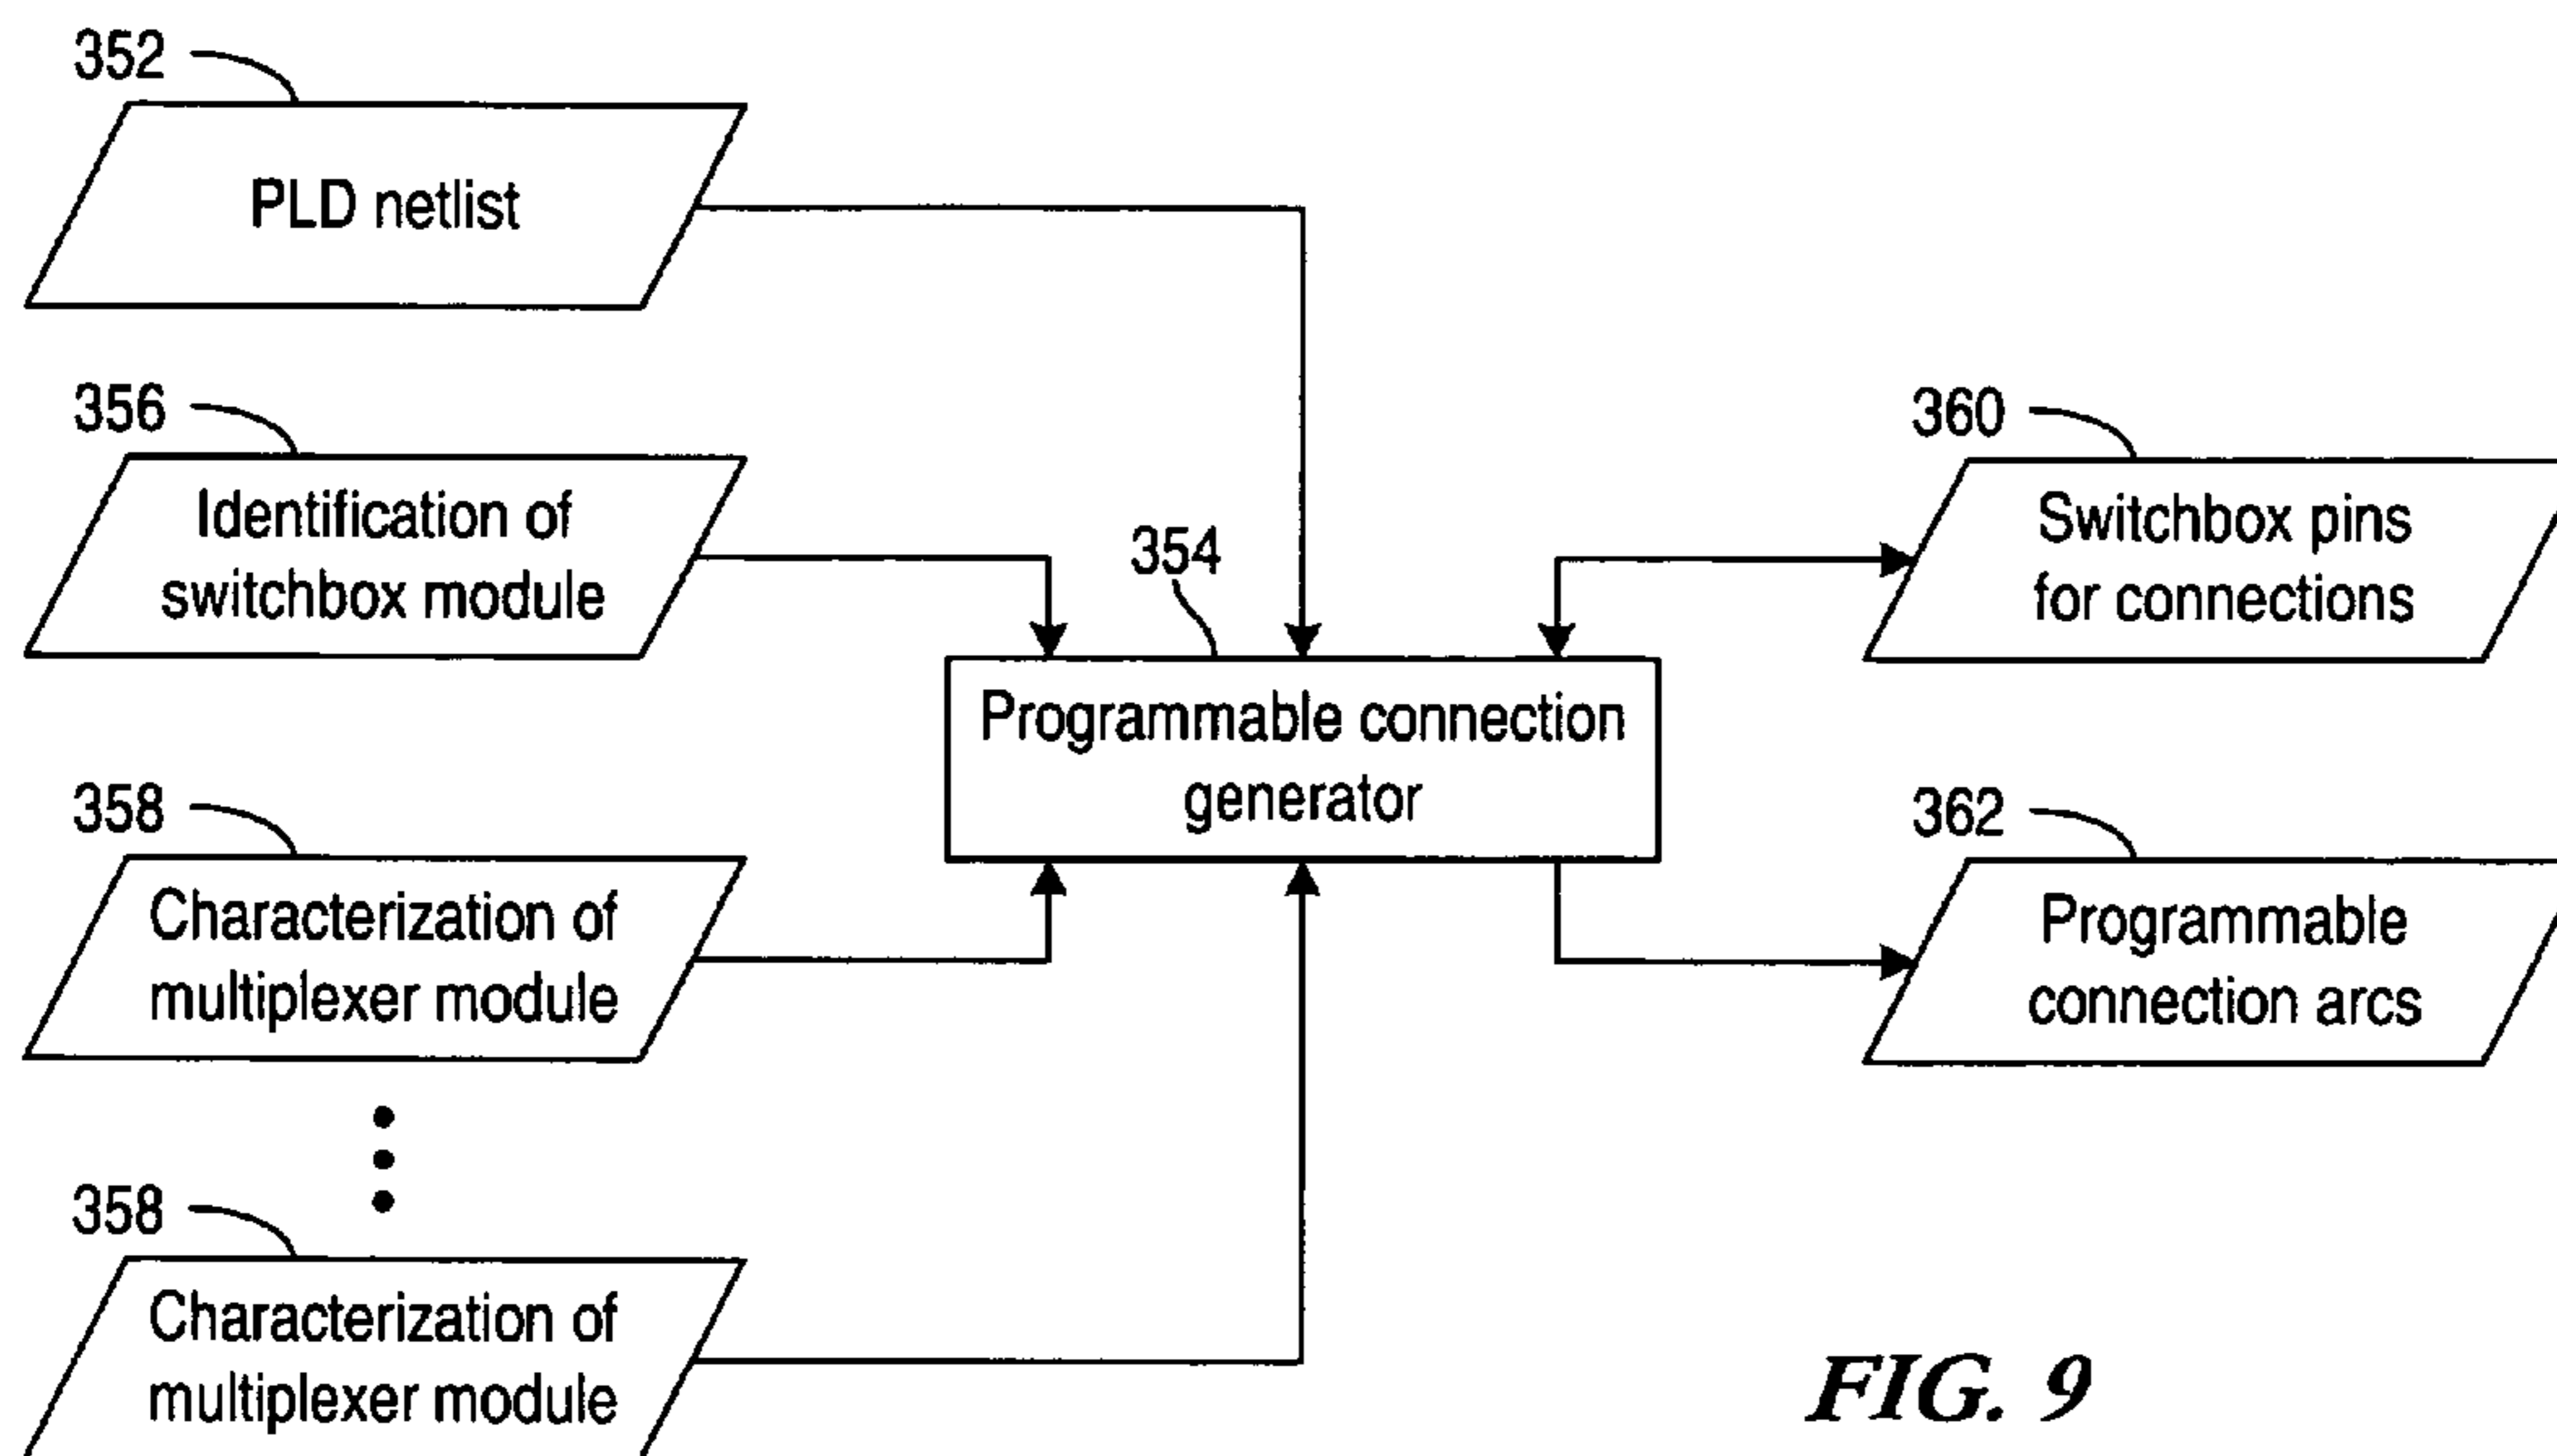 352
PLD netlist
356
Identification of
switchbox module
354
Programmable connection
generator
360
Switchbox pins
for connections
358
Characterization of
multiplexer module
362
Programmable
connection arcs
358
Characterization of
multiplexer module
FIG. 9